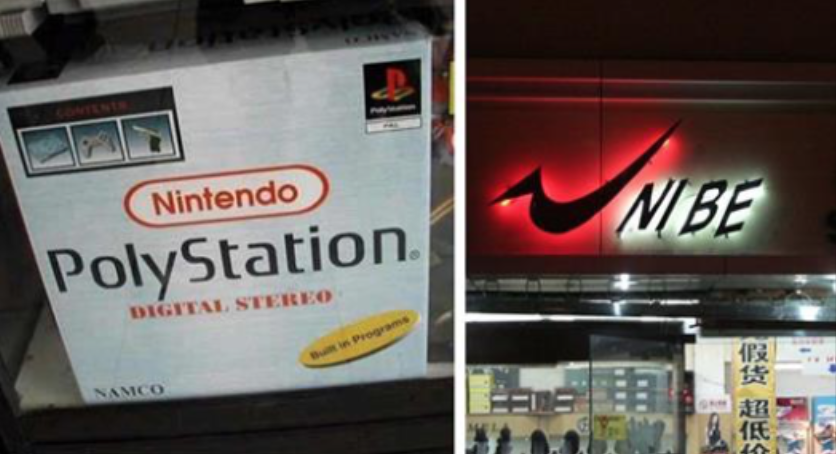 CONTENTS
PolyStation
PAL
Nintendo
PolyStation
DIGITAL STEREO
Built in Programs
NAMCO
NIBE
假货 超低价